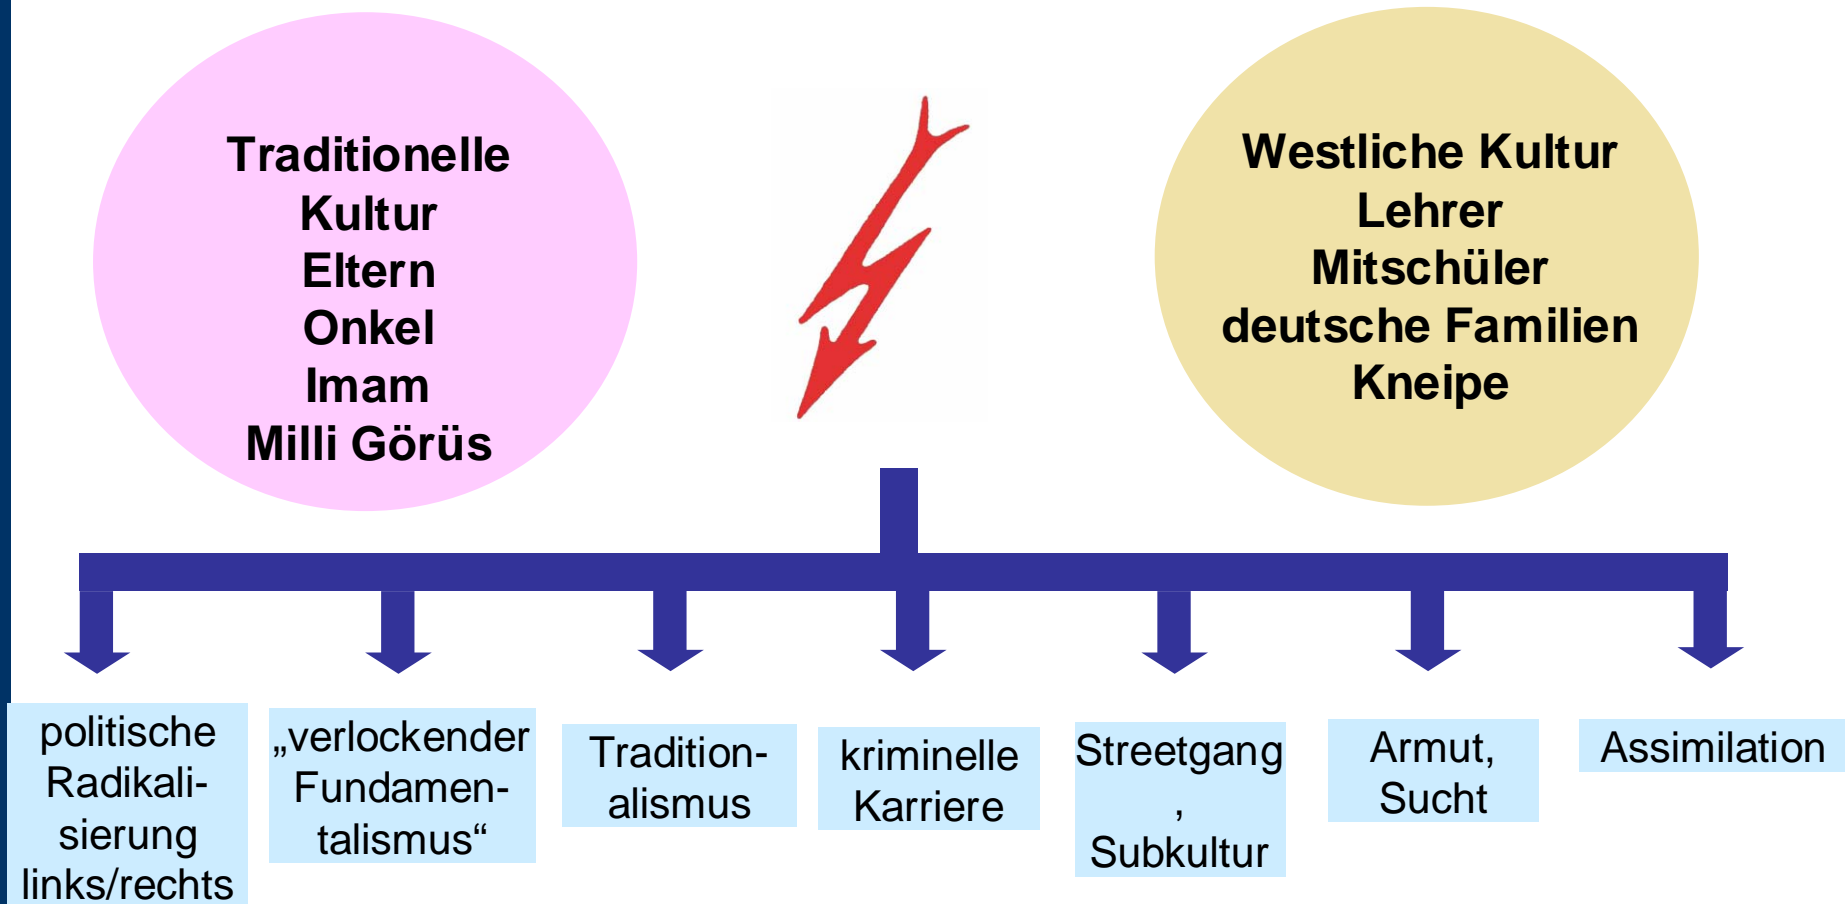 Traditionelle
Kultur
Eltern
Onkel
Imam
Milli Görüs
Westliche Kultur
Lehrer
Mitschüler
deutsche Familien
Kneipe
politische
Radikali-
sierung
links/rechts
„verlockender
Fundamen-
talismus“
Tradition-
alismus
kriminelle
Karriere
Streetgang
,
Subkultur
Armut,
Sucht
Assimilation